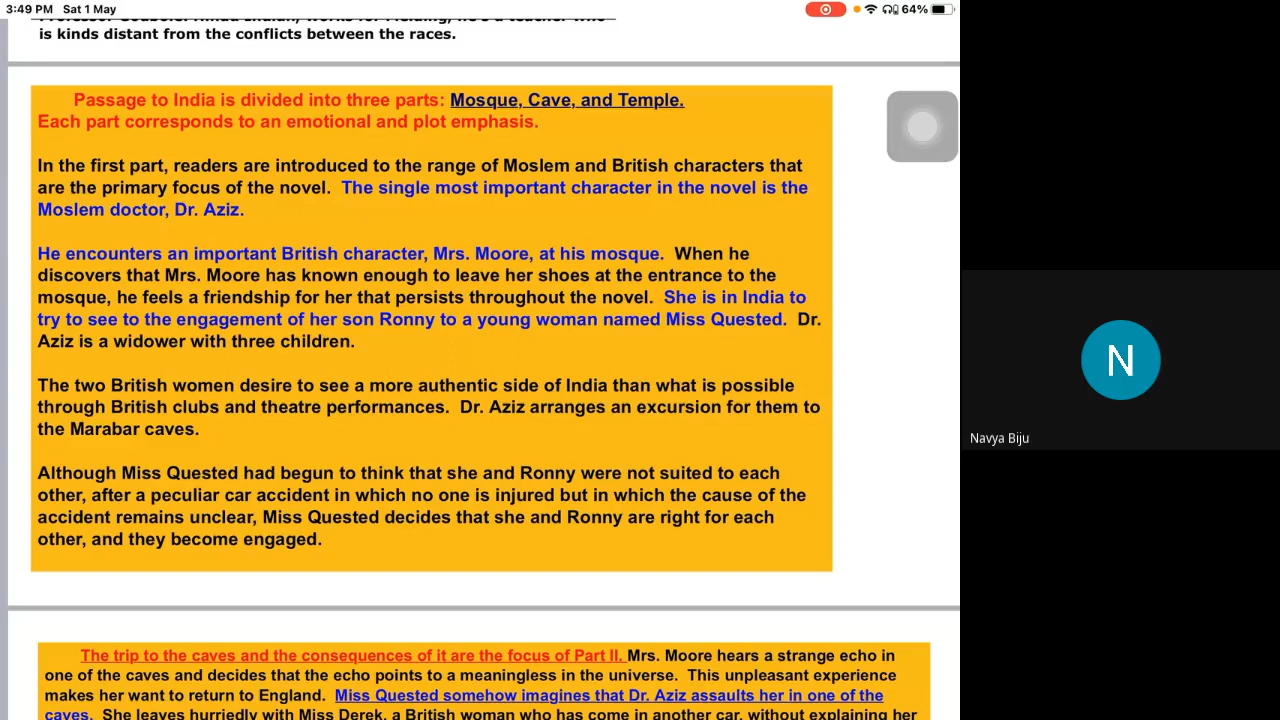 3:49 PM Sat 1 May
64%
Professor Godbole: Hindu Indian, works for Fielding, he's a teacher who
is kinds distant from the conflicts between the races.
Passage to India is divided into three parts: Mosque, Cave, and Temple.
Each part corresponds to an emotional and plot emphasis.
In the first part, readers are introduced to the range of Moslem and British characters that
are the primary focus of the novel. The single most important character in the novel is the
Moslem doctor, Dr. Aziz.
He encounters an important British character, Mrs. Moore, at his mosque. When he
discovers that Mrs. Moore has known enough to leave her shoes at the entrance to the
mosque, he feels a friendship for her that persists throughout the novel. She is in India to
try to see to the engagement of her son Ronny to a young woman named Miss Quested. Dr.
Aziz is a widower with three children.
The two British women desire to see a more authentic side of India than what is possible
through British clubs and theatre performances. Dr. Aziz arranges an excursion for them to
the Marabar caves.
Although Miss Quested had begun to think that she and Ronny were not suited to each
other, after a peculiar car accident in which no one is injured but in which the cause of the
accident remains unclear, Miss Quested decides that she and Ronny are right for each
other, and they become engaged.
The trip to the caves and the consequences of it are the focus of Part II. Mrs. Moore hears a strange echo in
one of the caves and decides that the echo points to a meaningless in the universe. This unpleasant experience
makes her want to return to England. Miss Quested somehow imagines that Dr. Aziz assaults her in one of the
caves. She leaves hurriedly with Miss Derek, a British woman who has come in another car, without explaining her
N
Navya Biju